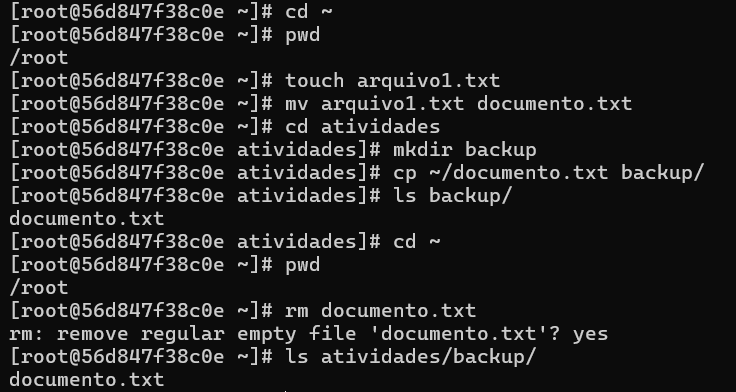 [root@56d847f38c0e ~]# cd ~
[root@56d847f38c0e ~]# pwd
/root
[root@56d847f38c0e ~]# touch arquivo1.txt
[root@56d847f38c0e ~]# mv arquivo1.txt documento.txt
[root@56d847f38c0e ~]# cd atividades
[root@56d847f38c0e atividades]# mkdir backup
[root@56d847f38c0e atividades]# cp ~/documento.txt backup/
[root@56d847f38c0e atividades]# ls backup/
documento.txt
[root@56d847f38c0e atividades]# cd ~
[root@56d847f38c0e ~]# pwd
/root
[root@56d847f38c0e ~]# rm documento.txt
rm: remove regular empty file 'documento.txt'? yes
[root@56d847f38c0e ~]# ls atividades/backup/
documento.txt